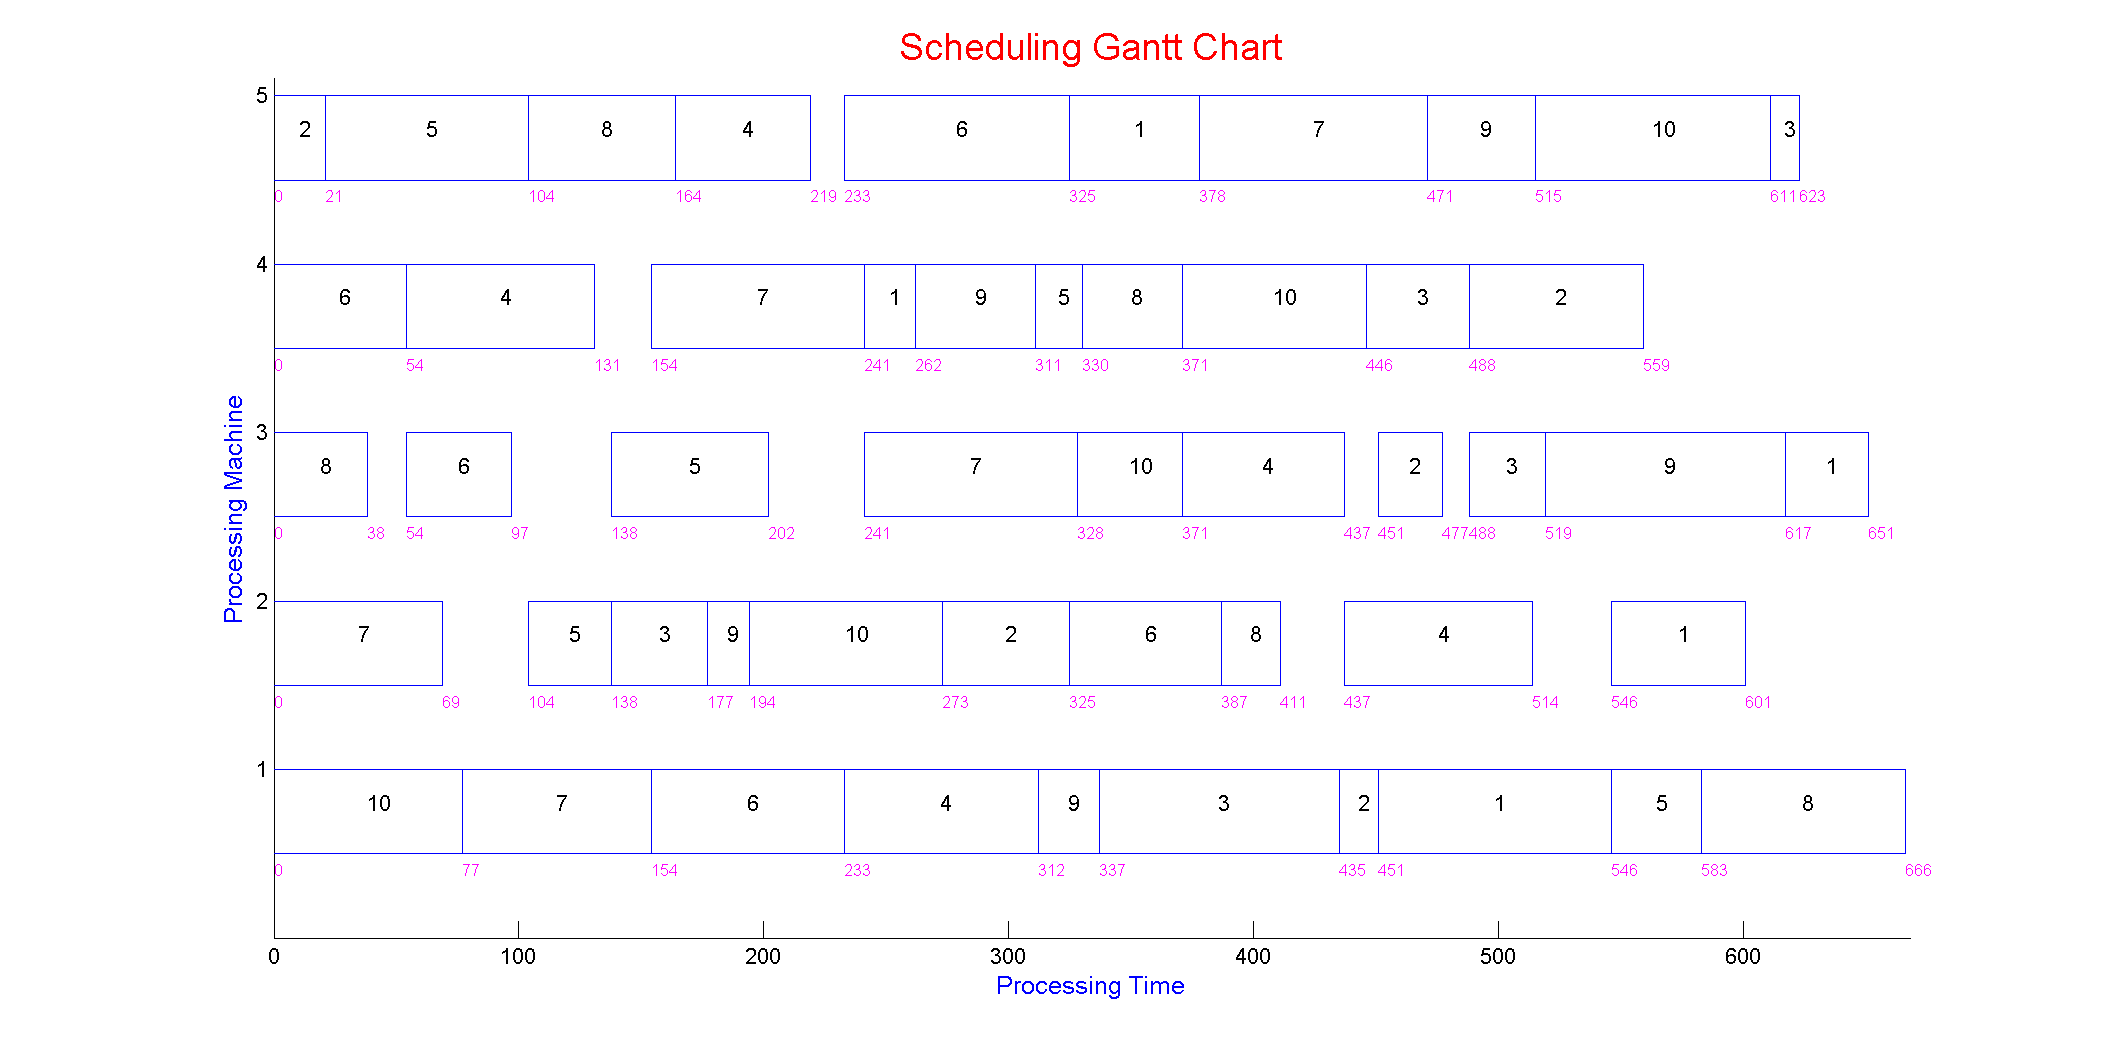 Scheduling Gantt Chart
5
2 5 8 4 6 1 7 9 10 3
0 21 104 164 219 233 325 378 471 515 611 623
4
6 4 7 1 9 5 8 10 3 2
0 54 131 154 241 262 311 330 371 446 488 559
Processing Machine
3
8 6 5 7 10 4 2 3 9 1
0 38 54 97 138 202 241 328 371 437 451 477 488 519 617 651
2
7 5 3 9 10 2 6 8 4 1
0 69 104 138 177 194 273 325 387 411 437 514 546 601
1
10 7 6 4 9 3 2 1 5 8
0 77 154 233 312 337 435 451 546 583 666
0 100 200 300 400 500 600
Processing Time